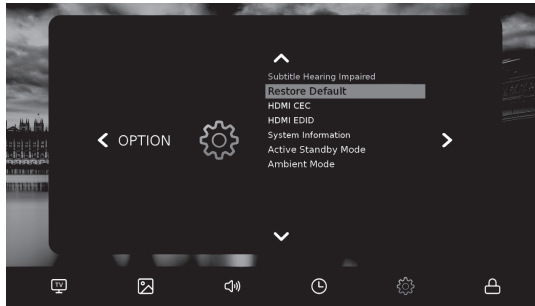 Subtitle Hearing Impaired
Restore Default
HDMI CEC
OPTION
HDMI EDID
System Information
Active Standby Mode
Ambient Mode
TV